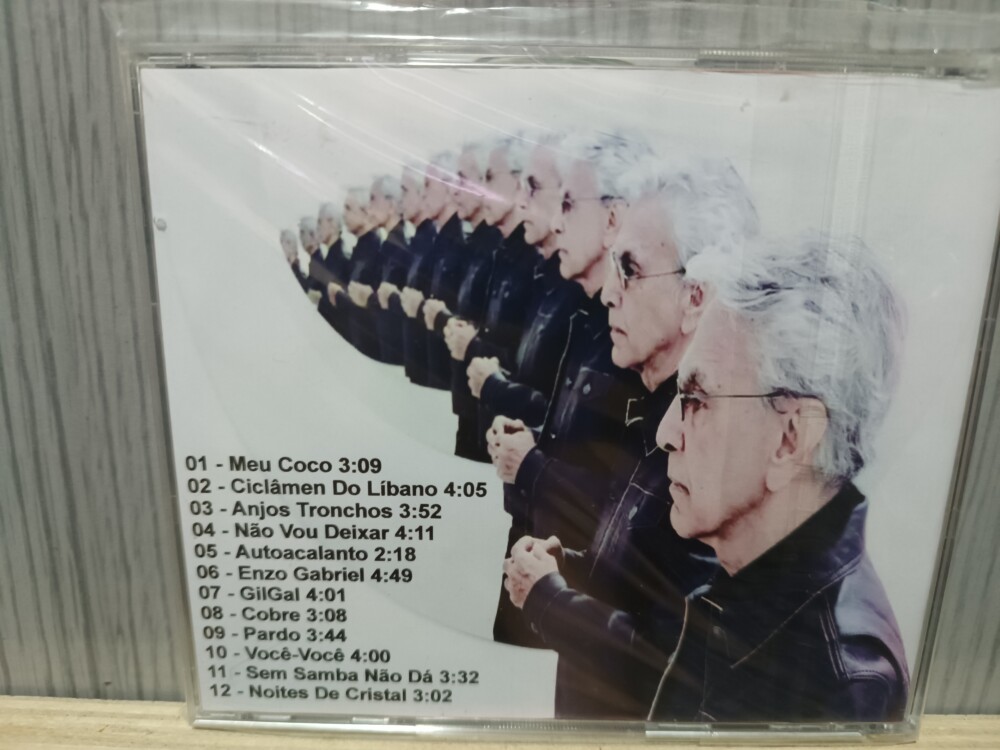 01 - Meu Coco 3:09
02 - Ciclâmen Do Líbano 4:05
03 - Anjos Tronchos 3:52
04 - Não Vou Deixar 4:11
05 - Autoacalanto 2:18
06 - Enzo Gabriel 4:49
07 - GilGal 4:01
08 - Cobre 3:08
09 - Pardo 3:44
10 - Você-Você 4:00
11 - Sem Samba Não Dá 3:32
12 - Noites De Cristal 3:02